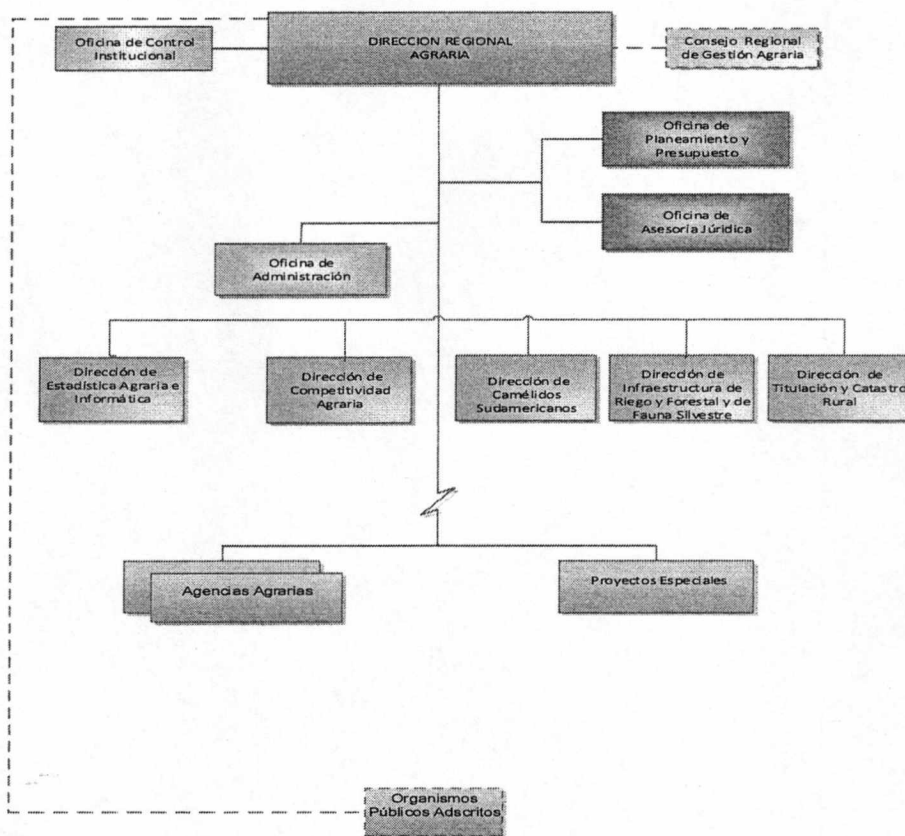 Oficina de Control
Institucional
DIRECCION REGIONAL
AGRARIA
Consejo Regional
de Gestión Agraria
Oficina de
Planeamiento y
Presupuesto
Oficina de
Asesoría Júridica
Oficina de
Administración
Dirección de
Estadística Agraria e
Informática
Dirección de
Competitividad
Agraria
Dirección de
Camélidos
Sudamericanos
Dirección de
Infraestructura de
Riego y Forestal y de
Fauna Silvestre
Dirección de
Titulación y Catastro
Rural
Agencias Agrarias
Proyectos Especiales
Organismos
Públicos Adscritos